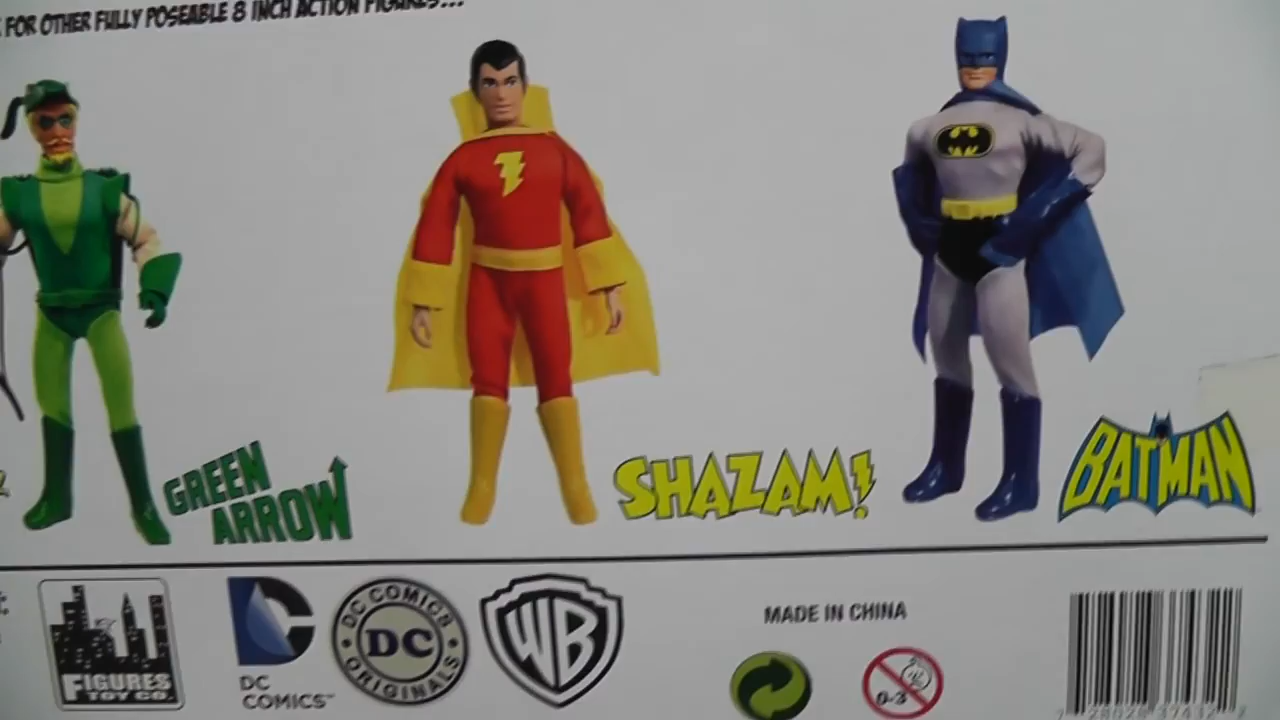 FOR OTHER FULLY POSEABLE 8 INCH ACTION FIGURES...
GREEN
ARROW
SHAZAM!
BATMAN
FIGURES
TOY CO.
DC
COMICS™
DC COMICS
DC
ORIGINALS
WB
MADE IN CHINA
0-3